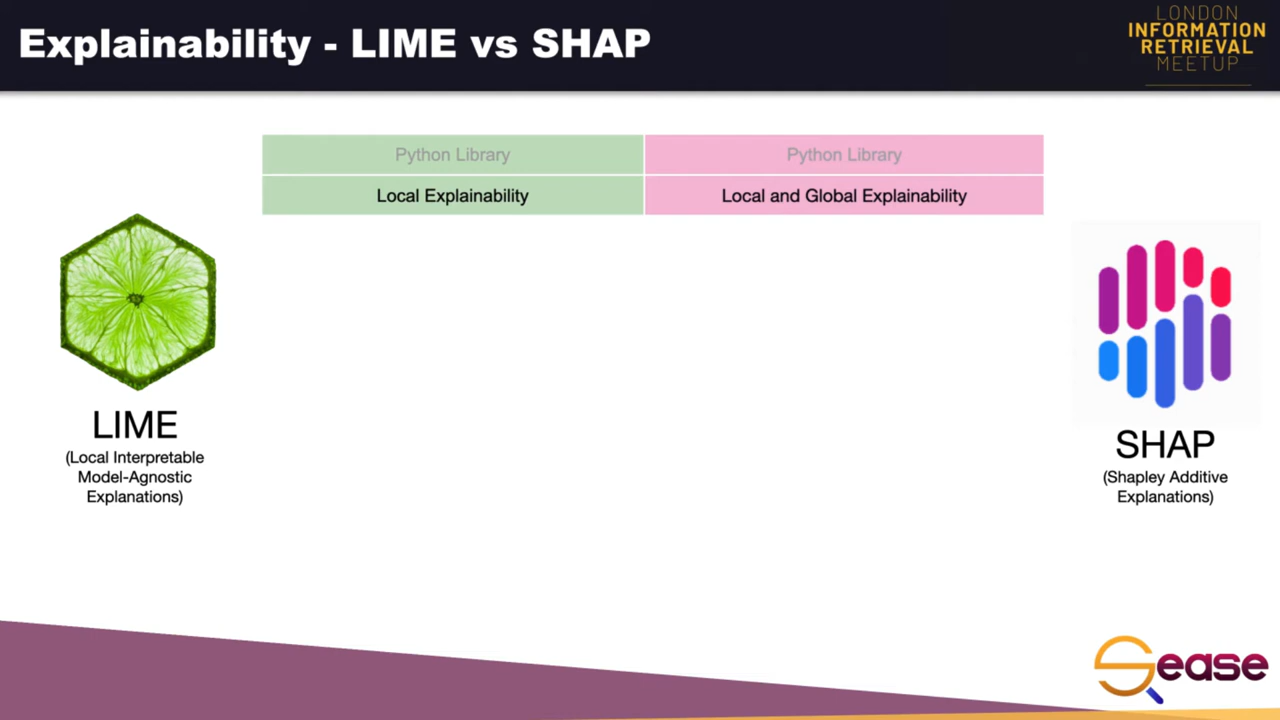 Explainability - LIME vs SHAP
LONDON
INFORMATION
RETRIEVAL
MEETUP
Python Library
Python Library
Local Explainability
Local and Global Explainability
LIME
(Local Interpretable
Model-Agnostic
Explanations)
SHAP
(Shapley Additive
Explanations)
Sease